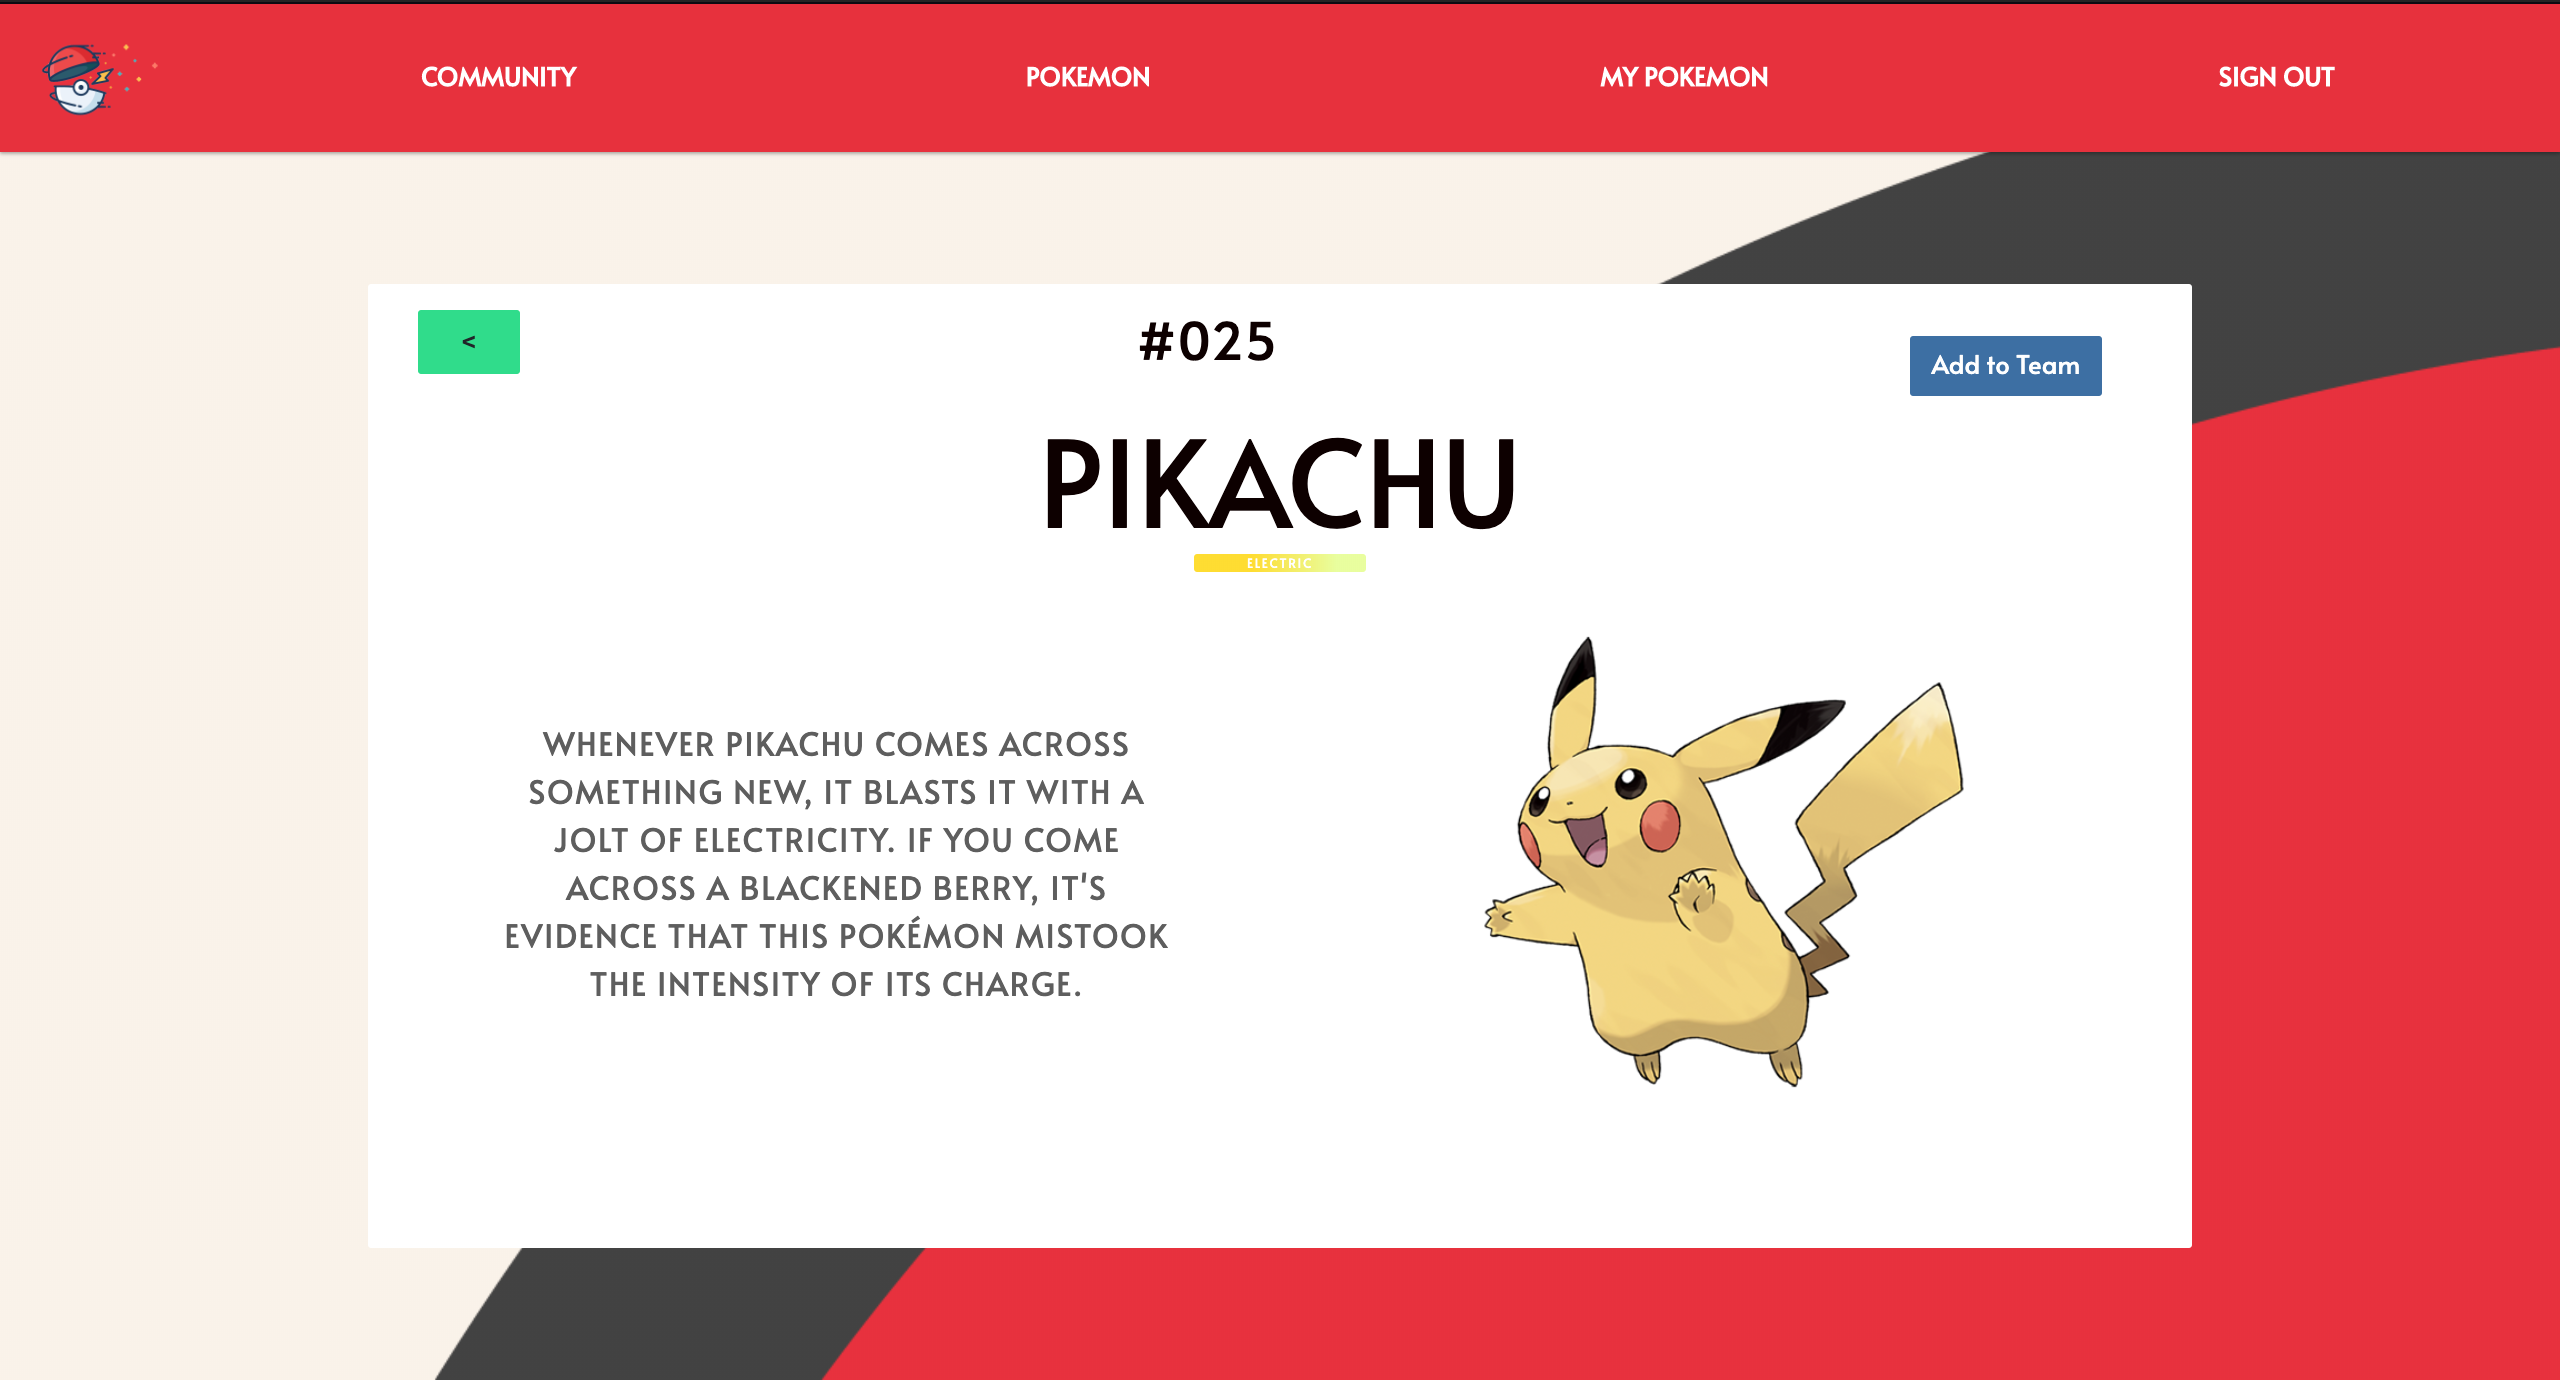 COMMUNITY
POKEMON
MY POKEMON
SIGN OUT
<
#025
Add to Team
PIKACHU
ELECTRIC
WHENEVER PIKACHU COMES ACROSS
SOMETHING NEW, IT BLASTS IT WITH A
JOLT OF ELECTRICITY. IF YOU COME
ACROSS A BLACKENED BERRY, IT'S
EVIDENCE THAT THIS POKÉMON MISTOOK
THE INTENSITY OF ITS CHARGE.